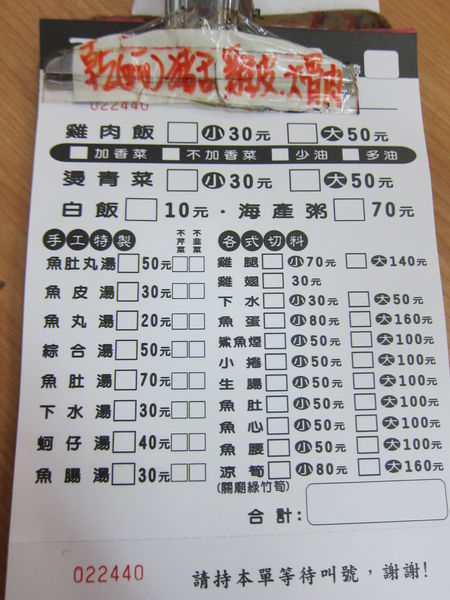 022440
雞肉飯 小 30元 大 50元
加香菜 不加香菜 少油 多油
燙青菜 小 30元 大 50元
白飯 10元 · 海產粥 70元
手工特製 不芹菜 不韭菜 各式切料
魚肚丸湯 50元 雞腿 小 70元 大 140元
魚皮湯 30元 雞翅 30元
魚丸湯 20元 下水 小 30元 大 50元
綜合湯 50元 魚蛋 小 80元 大 160元
鯊魚煙 小 50元 大 100元
魚肚湯 70元 小捲 小 50元 大 100元
下水湯 30元 生腸 小 50元 大 100元
魚肚 小 50元 大 100元
蚵仔湯 40元 魚心 小 50元 大 100元
魚腰 小 50元 大 100元
魚腸湯 30元 涼筍 小 80元 大 160元
(關廟綠竹筍)
合計:
022440 請持本單等待叫號，謝謝!